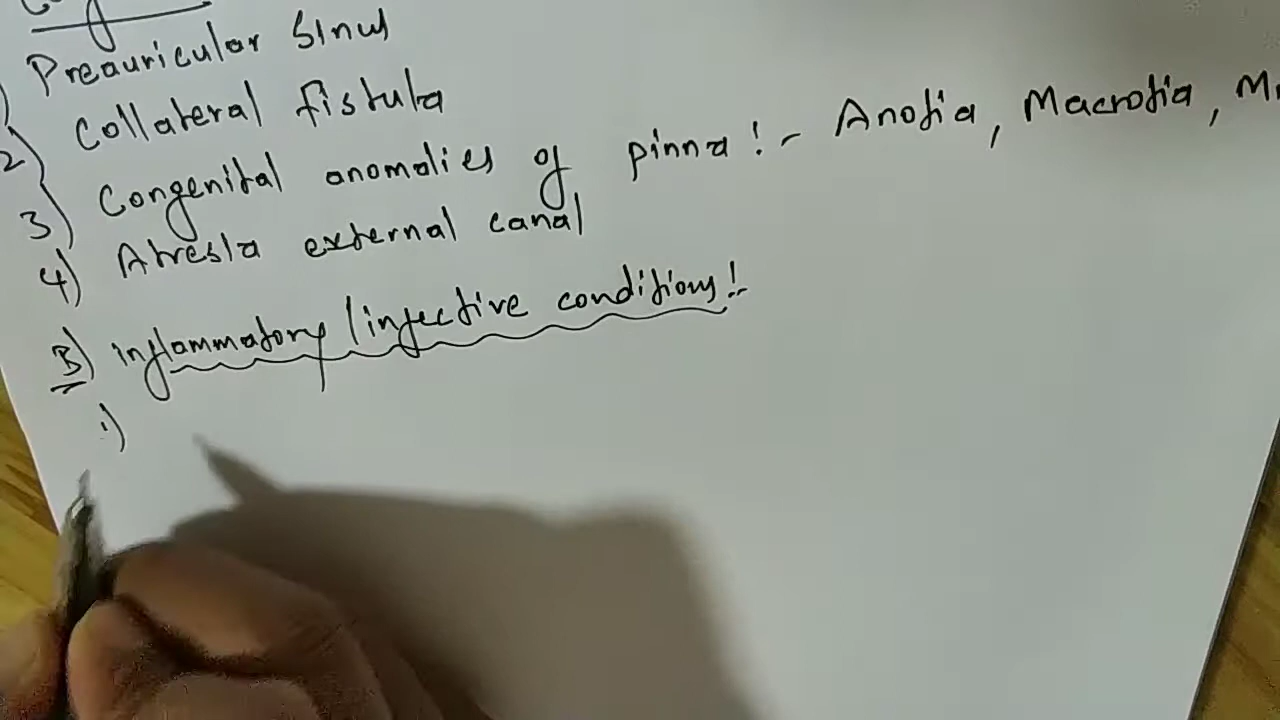 1) Preauricular Sinus
2) Collateral fistula
3) Congenital anomalies of pinna :- Anotia, Macrotia,
4) Atresia external canal
B) inflammatory / infective conditions :-
1)